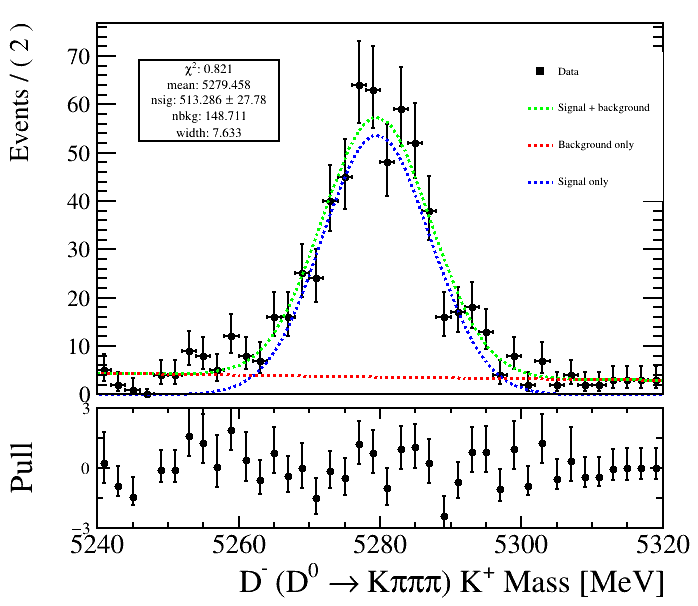 Events / ( 2 )
70
60
50
40
30
20
10
0
χ²: 0.821
mean: 5279.458
nsig: 513.286 ± 27.78
nbkg: 148.711
width: 7.633
Data
Signal + background
Background only
Signal only
Pull
3
0
−3
5240 5260 5280 5300 5320
D⁻ (D⁰ → Kπππ) K⁺ Mass [MeV]